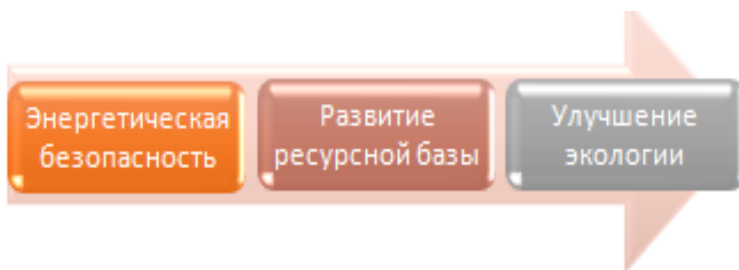 Энергетическая
безопасность
Развитие
ресурсной базы
Улучшение
экологии